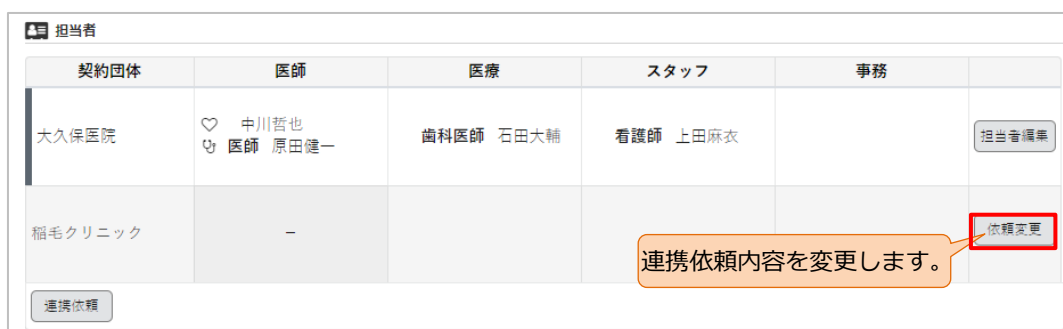 担当者
契約団体 医師 医療 スタッフ 事務
大久保医院
中川哲也
医師 原田健一
歯科医師 石田大輔
看護師 上田麻衣
担当者編集
稲毛クリニック
–
依頼変更
連携依頼内容を変更します。
連携依頼